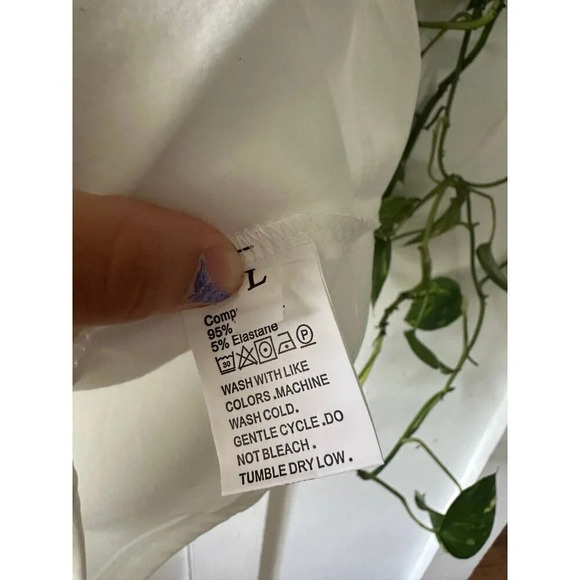 L
Comp
95%
5% Elastane
30 P
WASH WITH LIKE
COLORS .MACHINE
WASH COLD.
GENTLE CYCLE .DO
NOT BLEACH .
TUMBLE DRY LOW .